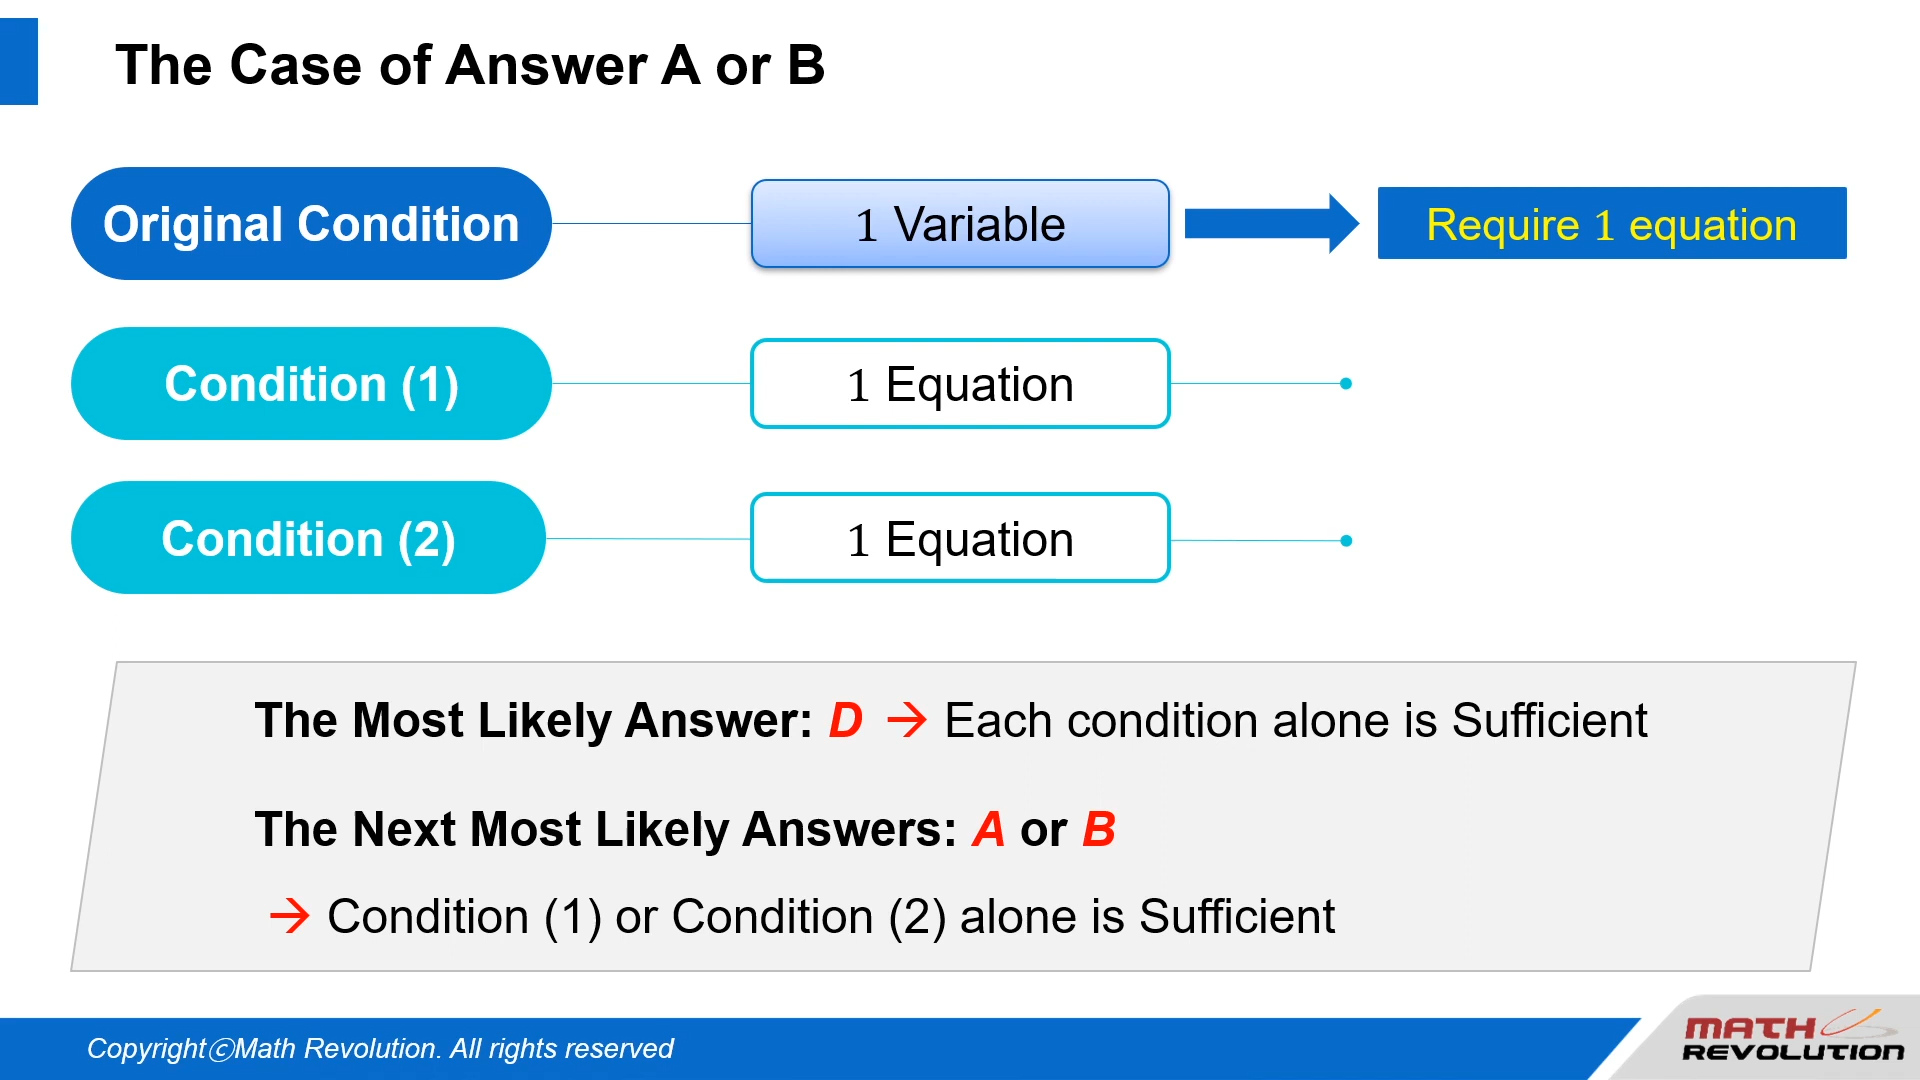 The Case of Answer A or B
Original Condition
1 Variable
Require 1 equation
Condition (1)
1 Equation
Condition (2)
1 Equation
The Most Likely Answer: D → Each condition alone is Sufficient
The Next Most Likely Answers: A or B
→ Condition (1) or Condition (2) alone is Sufficient
CopyrightⓒMath Revolution. All rights reserved
MATH
REVOLUTION